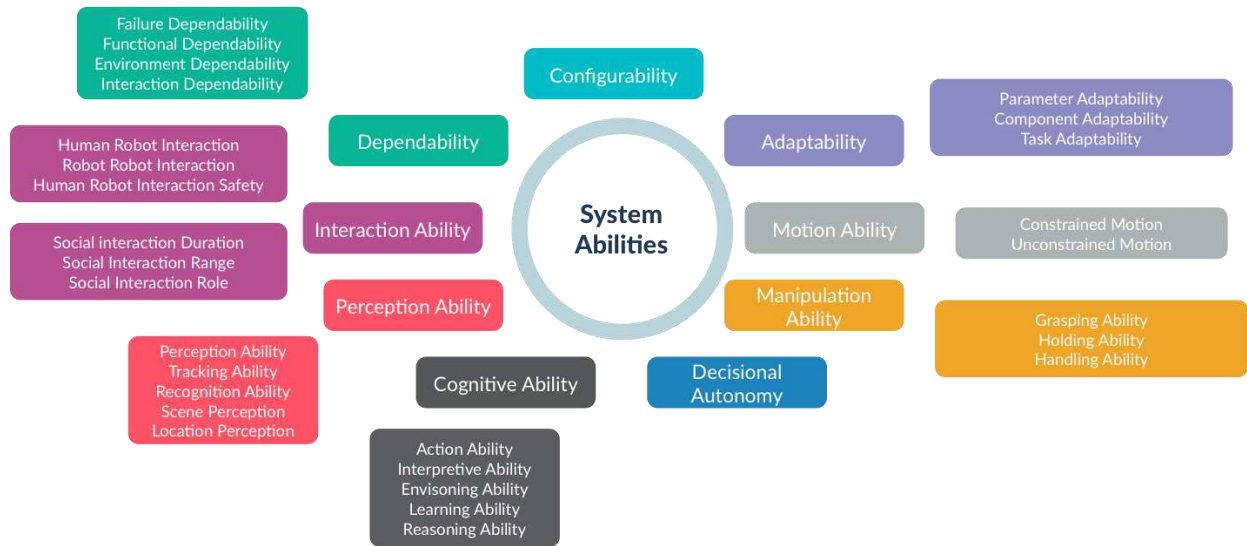 Failure Dependability
Functional Dependability
Environment Dependability
Interaction Dependability
Configurability
Parameter Adaptability
Component Adaptability
Task Adaptability
Dependability
Adaptability
Human Robot Interaction
Robot Robot Interaction
Human Robot Interaction Safety
Interaction Ability
System
Abilities
Motion Ability
Constrained Motion
Unconstrained Motion
Social interaction Duration
Social Interaction Range
Social Interaction Role
Perception Ability
Manipulation
Ability
Grasping Ability
Holding Ability
Handling Ability
Perception Ability
Tracking Ability
Recognition Ability
Scene Perception
Location Perception
Cognitive Ability
Decisional
Autonomy
Action Ability
Interpretive Ability
Envisoning Ability
Learning Ability
Reasoning Ability